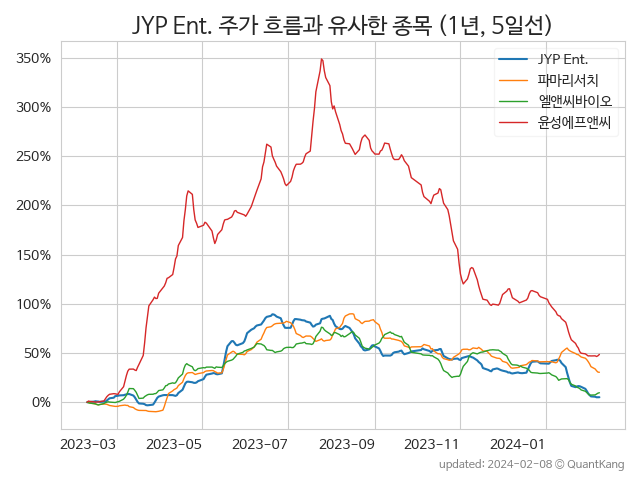 JYP Ent. 주가 흐름과 유사한 종목 (1년, 5일선)
JYP Ent.
파마리서치
엘앤씨바이오
윤성에프앤씨
350%
300%
250%
200%
150%
100%
50%
0%
2023-03 2023-05 2023-07 2023-09 2023-11 2024-01
updated: 2024-02-08 © QuantKang